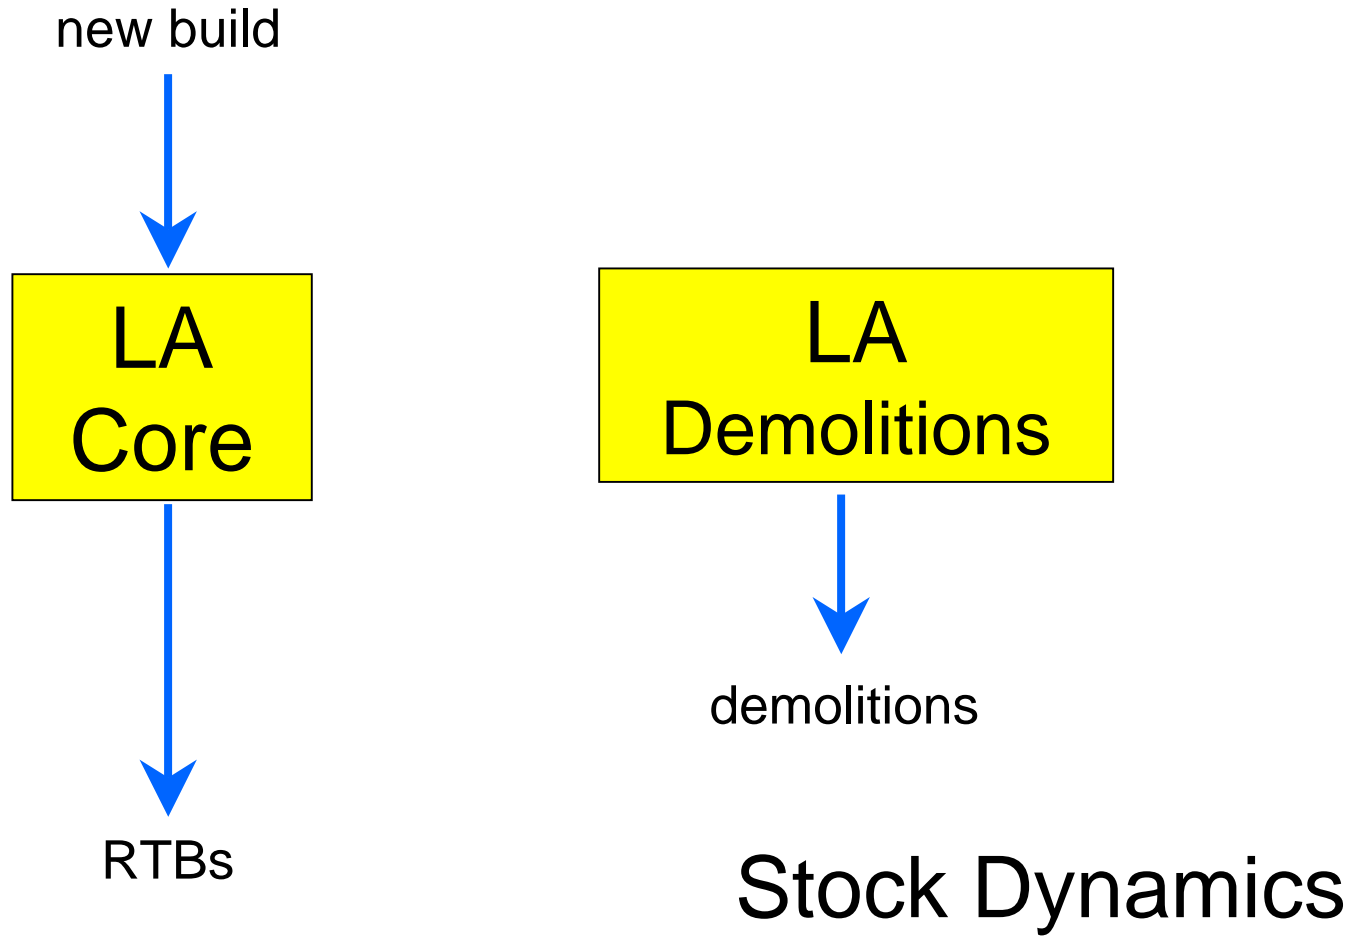 new build
LA
Core
LA
Demolitions
demolitions
RTBs
Stock Dynamics